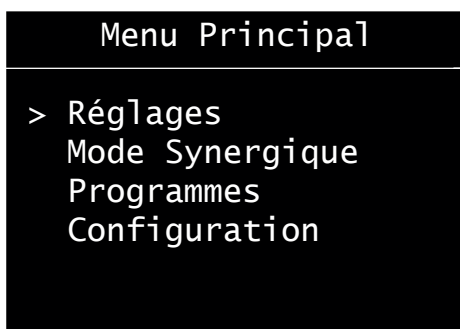 Menu Principal
> Réglages
Mode Synergique
Programmes
Configuration